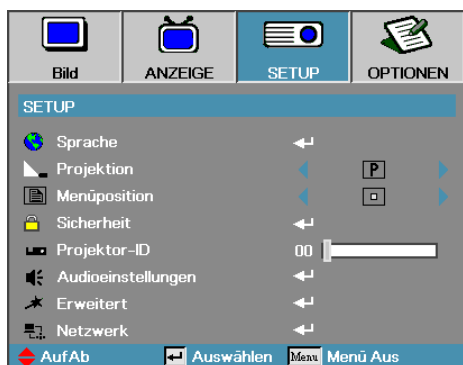 Bild ANZEIGE SETUP OPTIONEN
SETUP
Sprache
Projektion P
Menüposition
Sicherheit
Projektor-ID 00
Audioeinstellungen
Erweitert
Netzwerk
AufAb Auswählen Menu Menü Aus